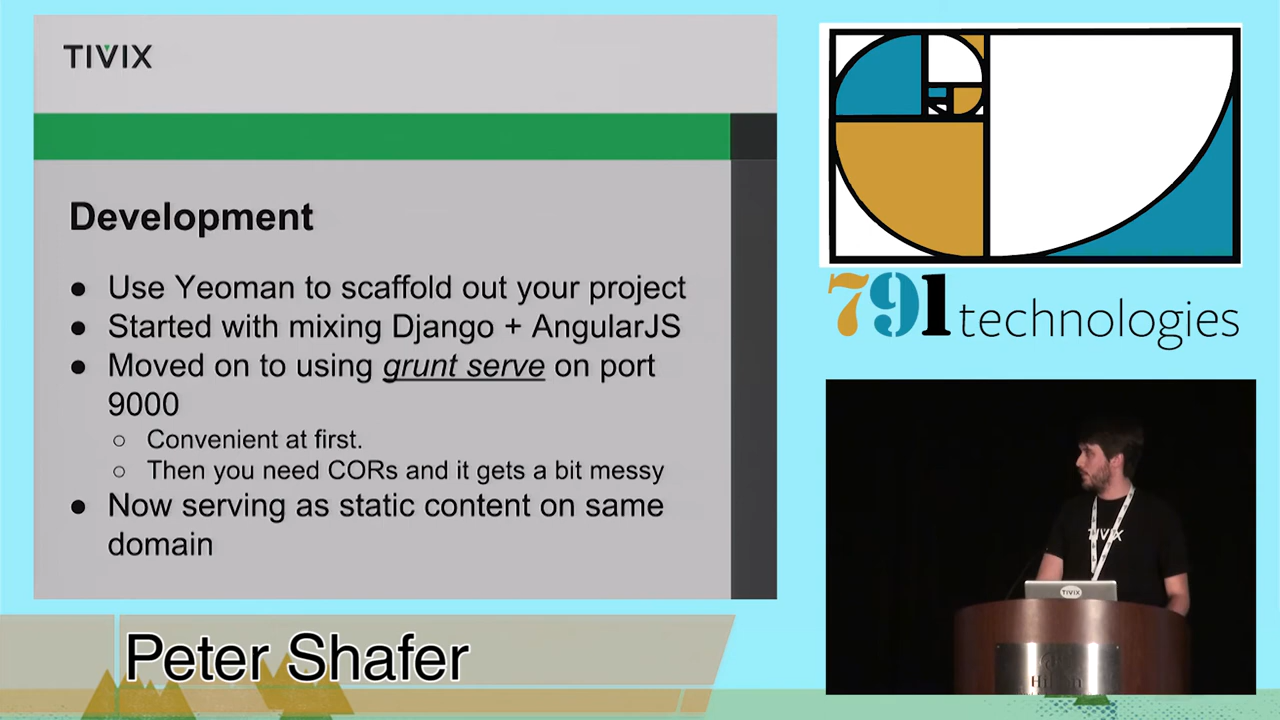 TIVIX
Development
● Use Yeoman to scaffold out your project
● Started with mixing Django + AngularJS
● Moved on to using grunt serve on port
9000
○ Convenient at first.
○ Then you need CORs and it gets a bit messy
● Now serving as static content on same
domain
Peter Shafer
791 technologies
TIVIX
TIVIX